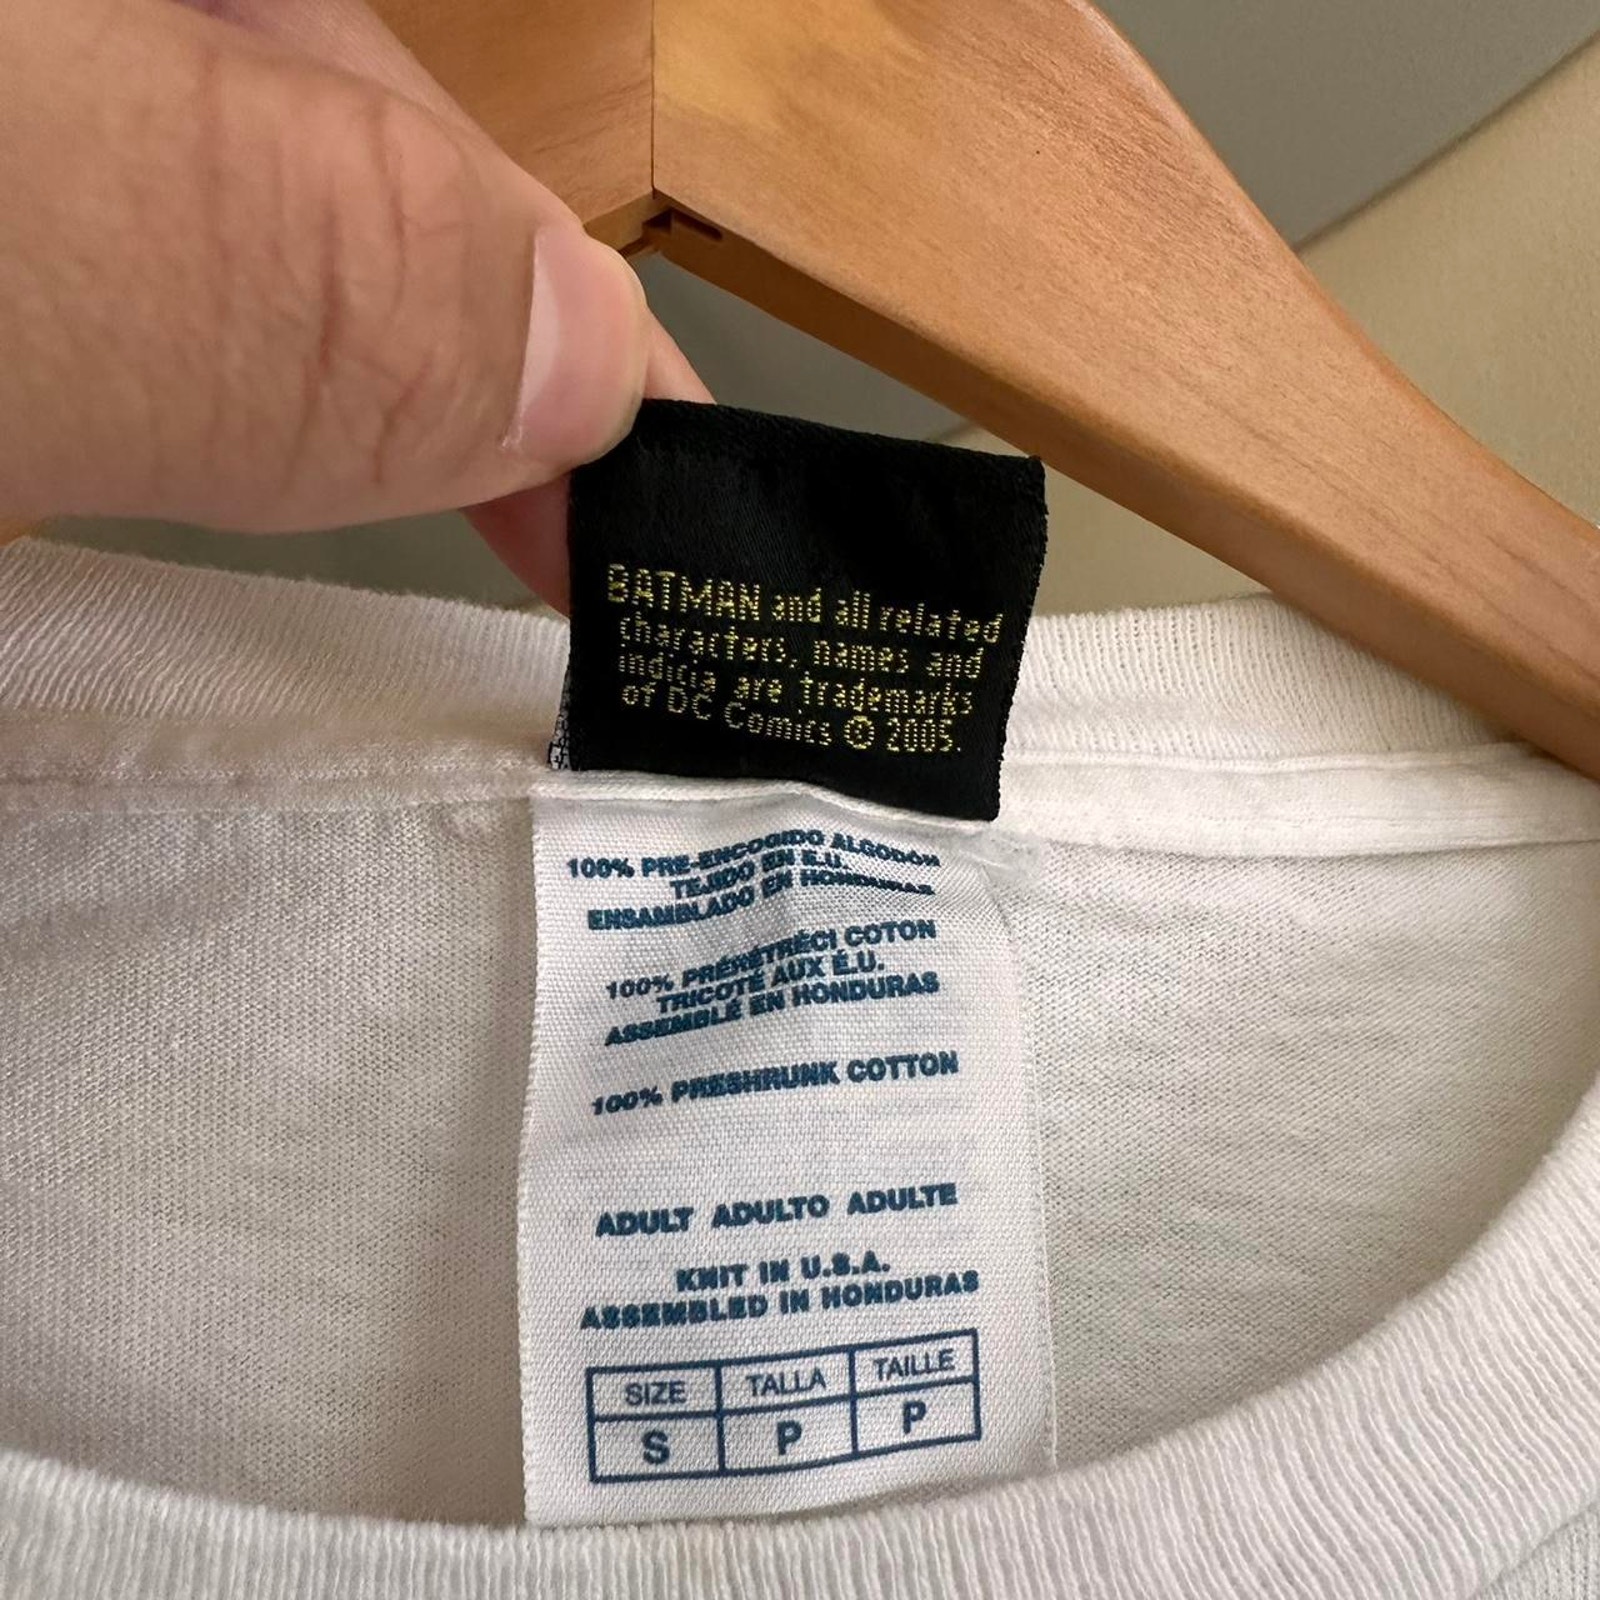 BATMAN and all related
characters, names and
indicia are trademarks
of DC Comics © 2005.
100% PRE-ENCOGIDO ALGODÓN
TEJIDO EN E.U.
ENSAMBLADO EN HONDURAS
100% PRÉRÉTRÉCI COTON
TRICOTÉ AUX É.U.
ASSEMBLÉ EN HONDURAS
100% PRESHRUNK COTTON
ADULT ADULTO ADULTE
KNIT IN U.S.A.
ASSEMBLED IN HONDURAS
SIZE TALLA TAILLE
S P P